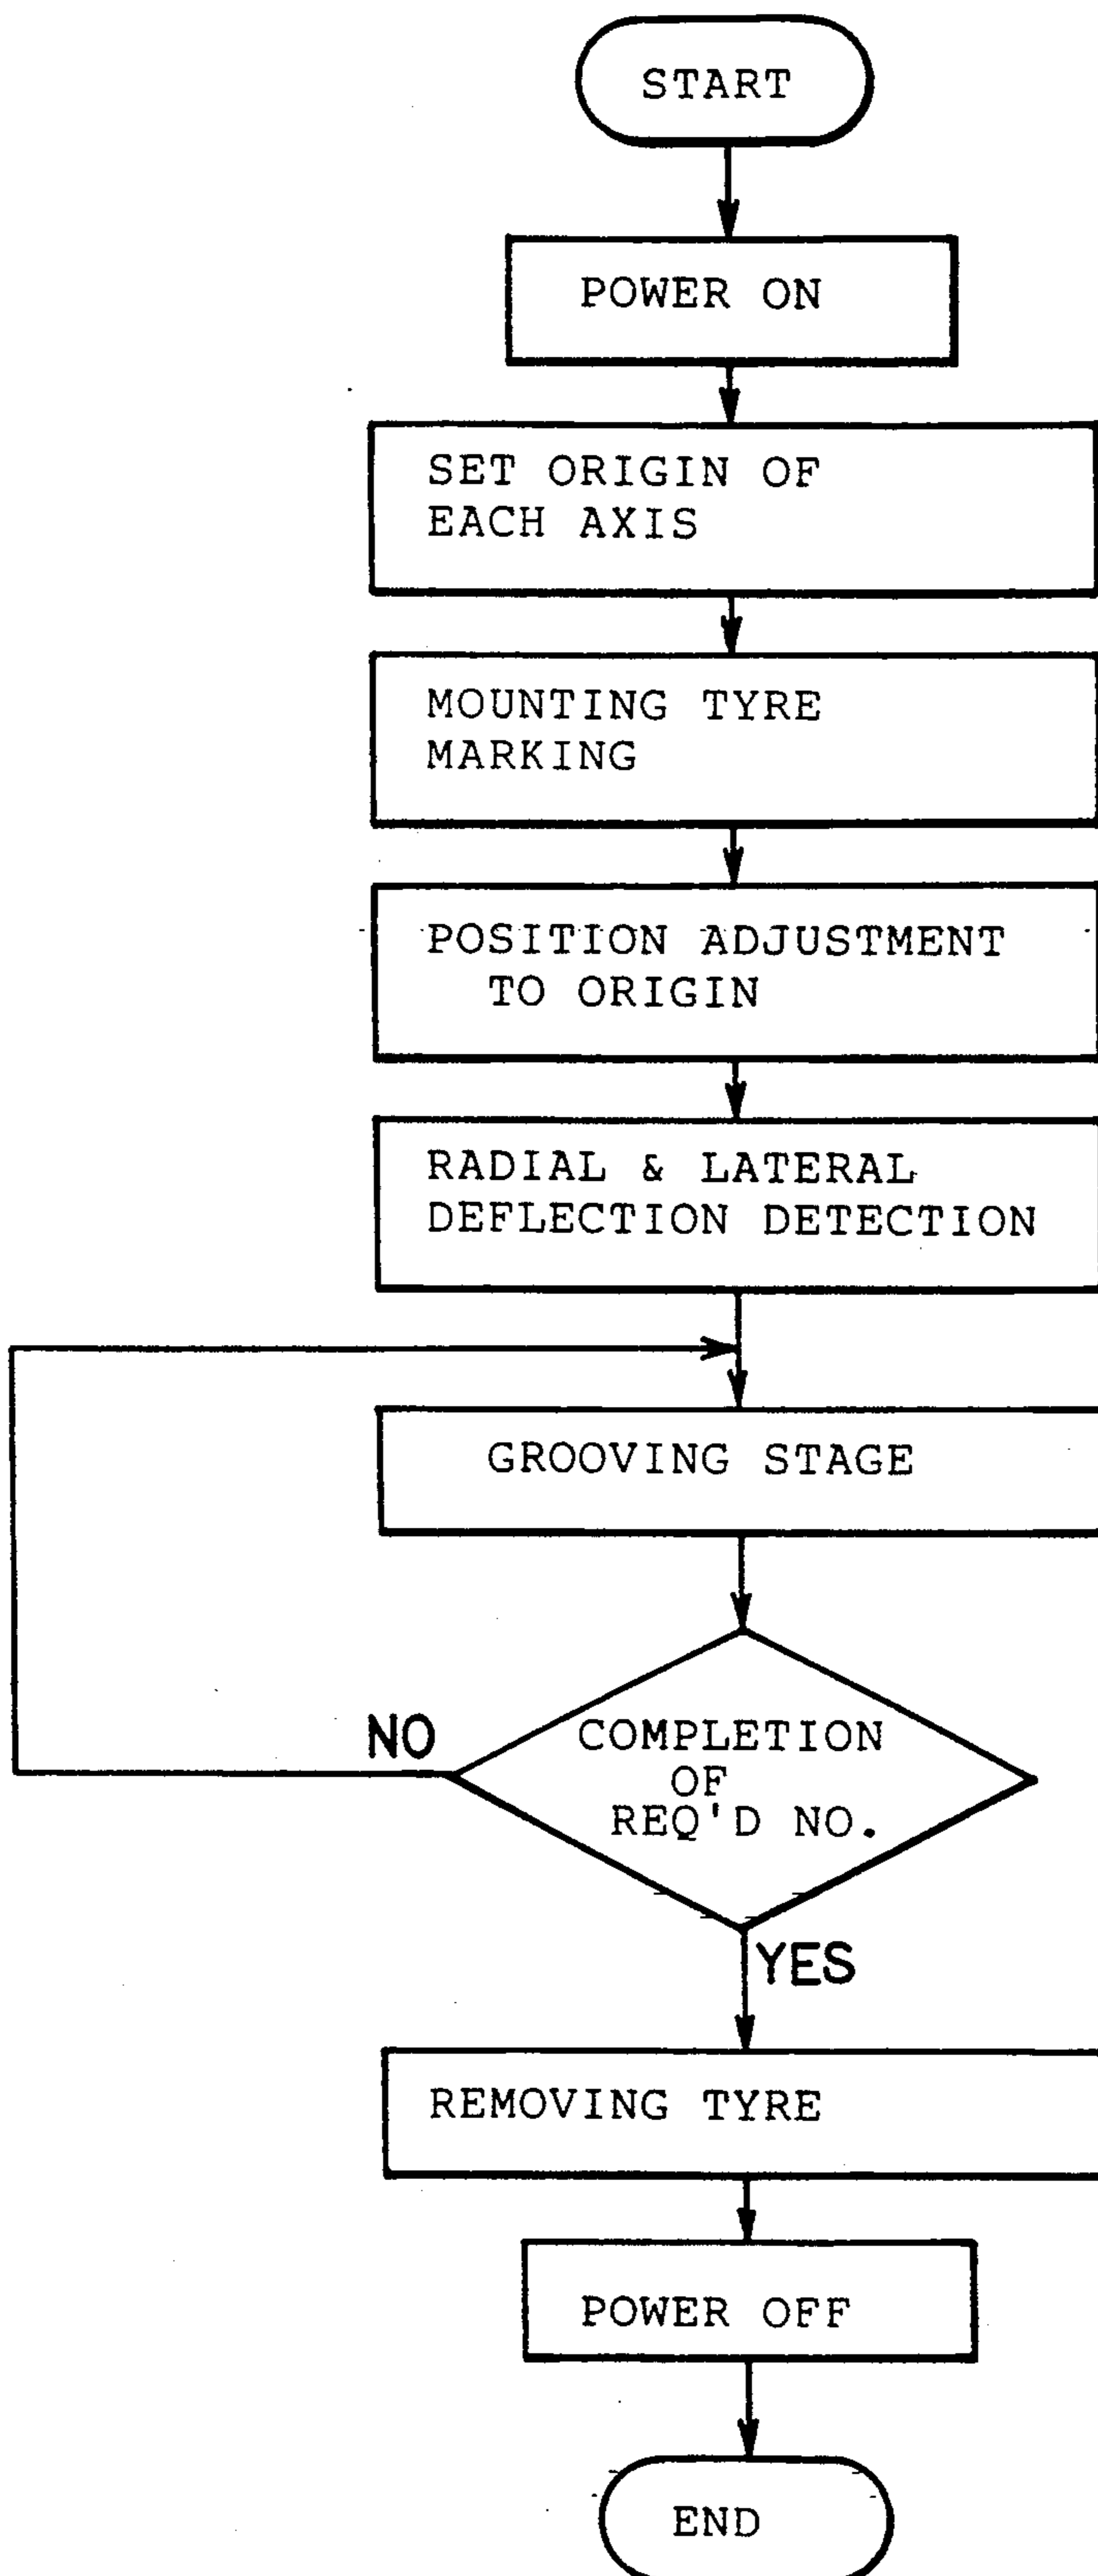 START
POWER ON
SET ORIGIN OF
EACH AXIS
MOUNTING TYRE
MARKING
POSITION ADJUSTMENT
TO ORIGIN
RADIAL & LATERAL
DEFLECTION DETECTION
GROOVING STAGE
NO
COMPLETION
OF
REQ'D NO.
YES
REMOVING TYRE
POWER OFF
END